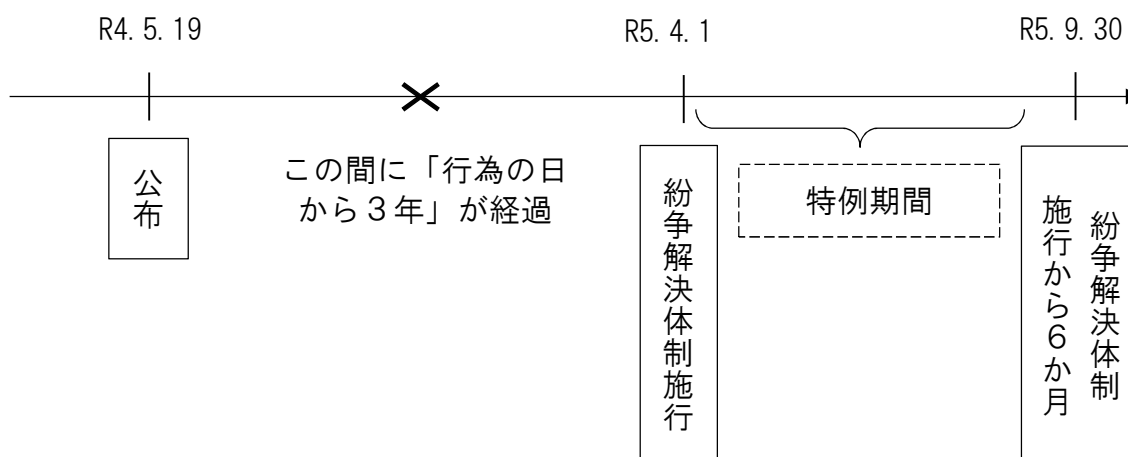 R4.5.19
R5.4.1
R5.9.30
公布
この間に「行為の日
から３年」が経過
紛争解決体制施行
特例期間
紛争解決体制
施行から６か月